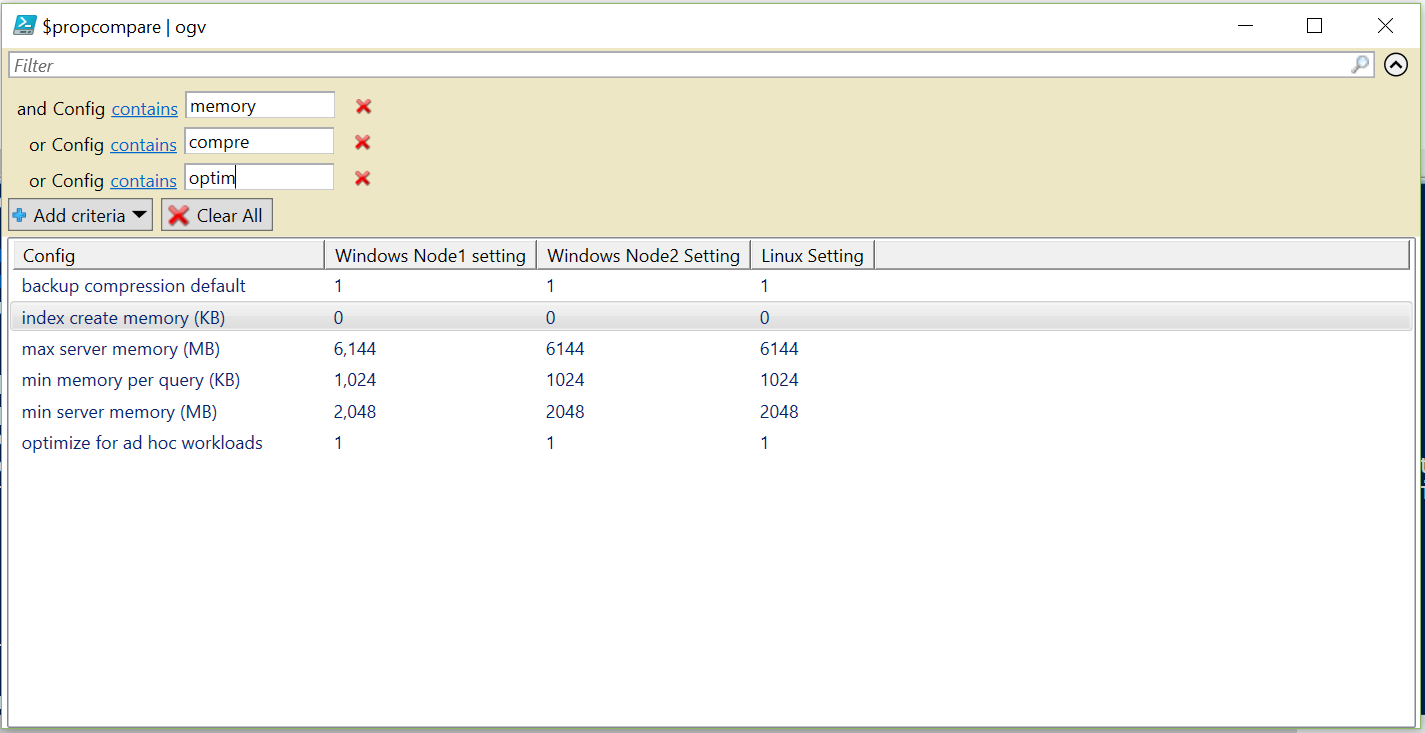 $propcompare | ogv
Filter
and Config contains memory
or Config contains compre
or Config contains optim
Add criteria Clear All
Config Windows Node1 setting Windows Node2 Setting Linux Setting
backup compression default 1 1 1
index create memory (KB) 0 0 0
max server memory (MB) 6,144 6144 6144
min memory per query (KB) 1,024 1024 1024
min server memory (MB) 2,048 2048 2048
optimize for ad hoc workloads 1 1 1